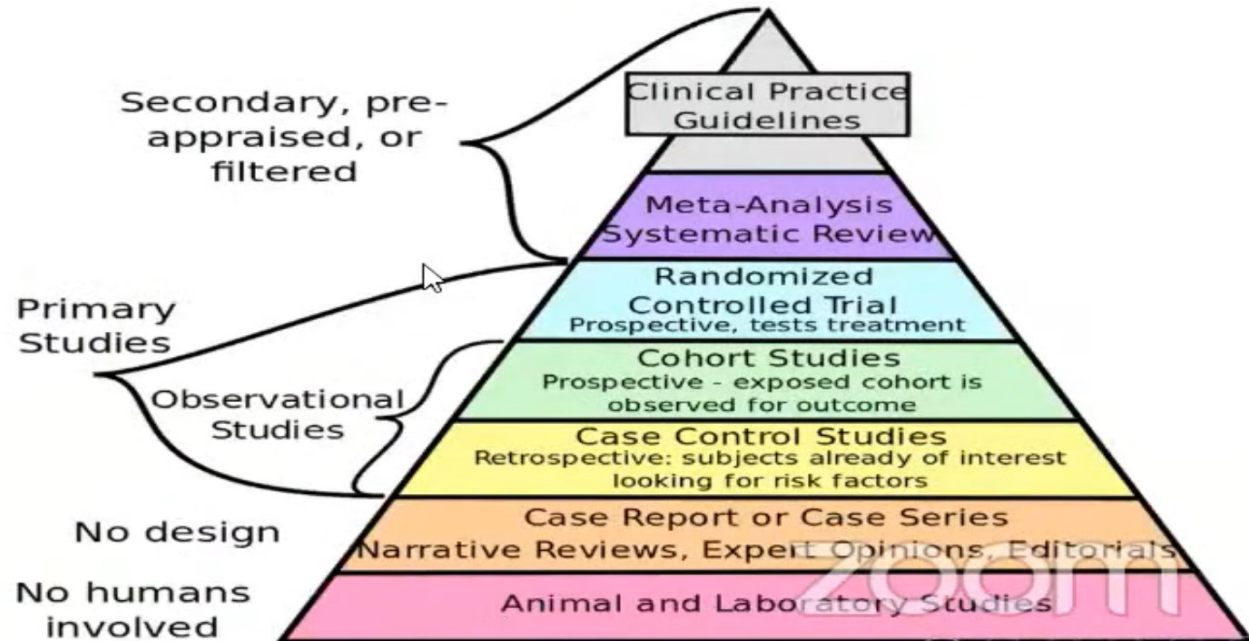 Clinical Practice
Guidelines
Secondary, pre-
appraised, or
filtered
Meta-Analysis
Systematic Review
Randomized
Controlled Trial
Prospective, tests treatment
Primary
Studies
Cohort Studies
Prospective - exposed cohort is
observed for outcome
Observational
Studies
Case Control Studies
Retrospective: subjects already of interest
looking for risk factors
No design
Case Report or Case Series
Narrative Reviews, Expert Opinions, Editorials
zoom
No humans
involved
Animal and Laboratory Studies